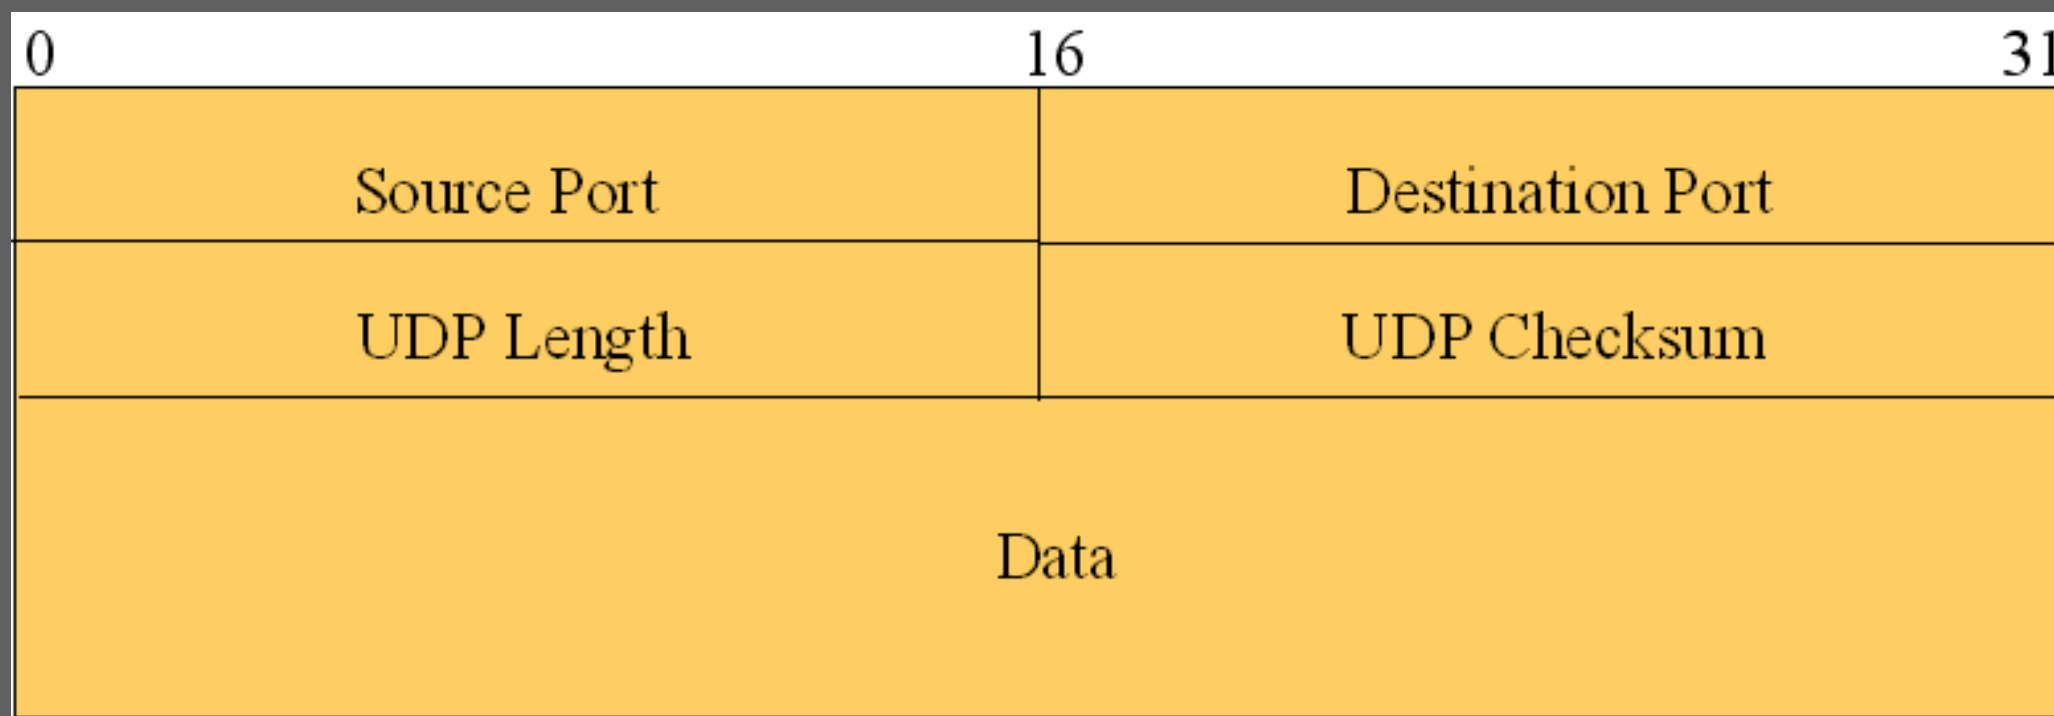 0 16 31
Source Port Destination Port
UDP Length UDP Checksum
Data